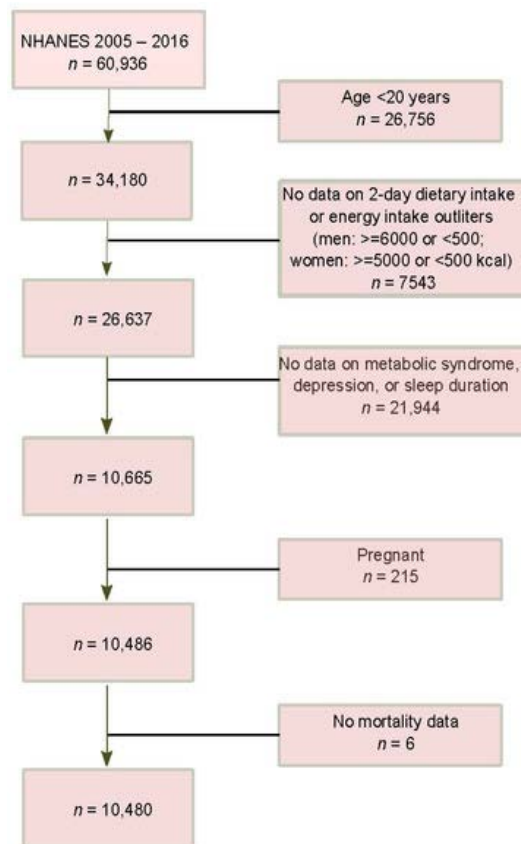 NHANES 2005 – 2016
n = 60,936
Age <20 years
n = 26,756
n = 34,180
No data on 2-day dietary intake
or energy intake outliters
(men: >=6000 or <500;
women: >=5000 or <500 kcal)
n = 7543
n = 26,637
No data on metabolic syndrome,
depression, or sleep duration
n = 21,944
n = 10,665
Pregnant
n = 215
n = 10,486
No mortality data
n = 6
n = 10,480